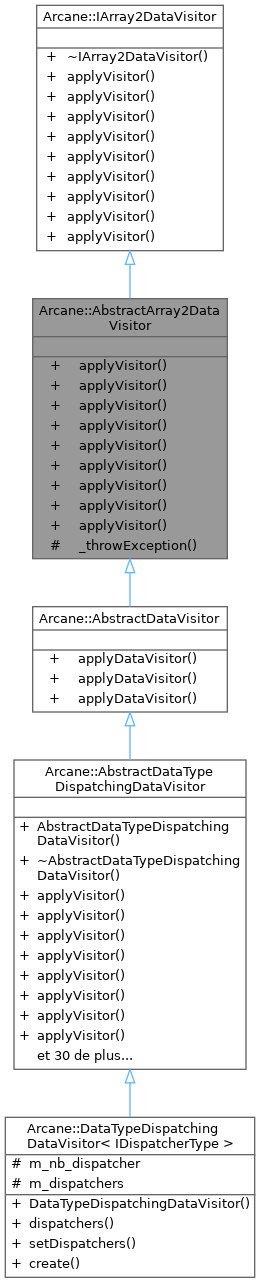 Arcane::IArray2DataVisitor
+ ~IArray2DataVisitor()
+ applyVisitor()
+ applyVisitor()
+ applyVisitor()
+ applyVisitor()
+ applyVisitor()
+ applyVisitor()
+ applyVisitor()
+ applyVisitor()
+ applyVisitor()
Arcane::AbstractArray2Data
Visitor
+ applyVisitor()
+ applyVisitor()
+ applyVisitor()
+ applyVisitor()
+ applyVisitor()
+ applyVisitor()
+ applyVisitor()
+ applyVisitor()
+ applyVisitor()
# _throwException()
Arcane::AbstractDataVisitor
+ applyDataVisitor()
+ applyDataVisitor()
+ applyDataVisitor()
Arcane::AbstractDataType
DispatchingDataVisitor
+ AbstractDataTypeDispatching
DataVisitor()
+ ~AbstractDataTypeDispatching
DataVisitor()
+ applyVisitor()
+ applyVisitor()
+ applyVisitor()
+ applyVisitor()
+ applyVisitor()
+ applyVisitor()
+ applyVisitor()
+ applyVisitor()
et 30 de plus...
Arcane::DataTypeDispatching
DataVisitor< IDispatcherType >
# m_nb_dispatcher
# m_dispatchers
+ DataTypeDispatchingDataVisitor()
+ dispatchers()
+ setDispatchers()
+ create()